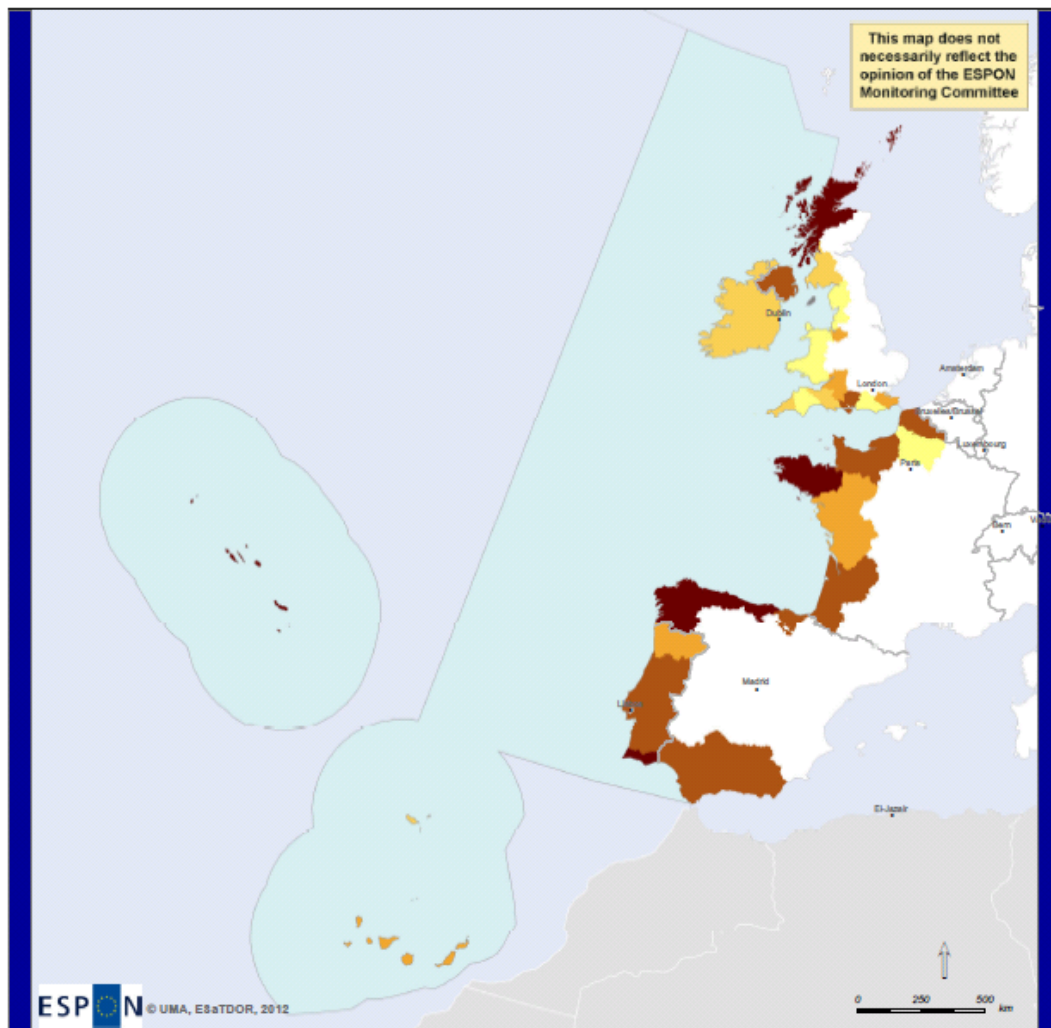 This map does not
necessarily reflect the
opinion of the ESPON
Monitoring Committee
Dublin
London
Amsterdam
Bruxelles/Brussel
Luxembourg
Paris
Bern
Madrid
El-Jazair
ESPON © UMA, ESaTDOR, 2012
0 250 500
km